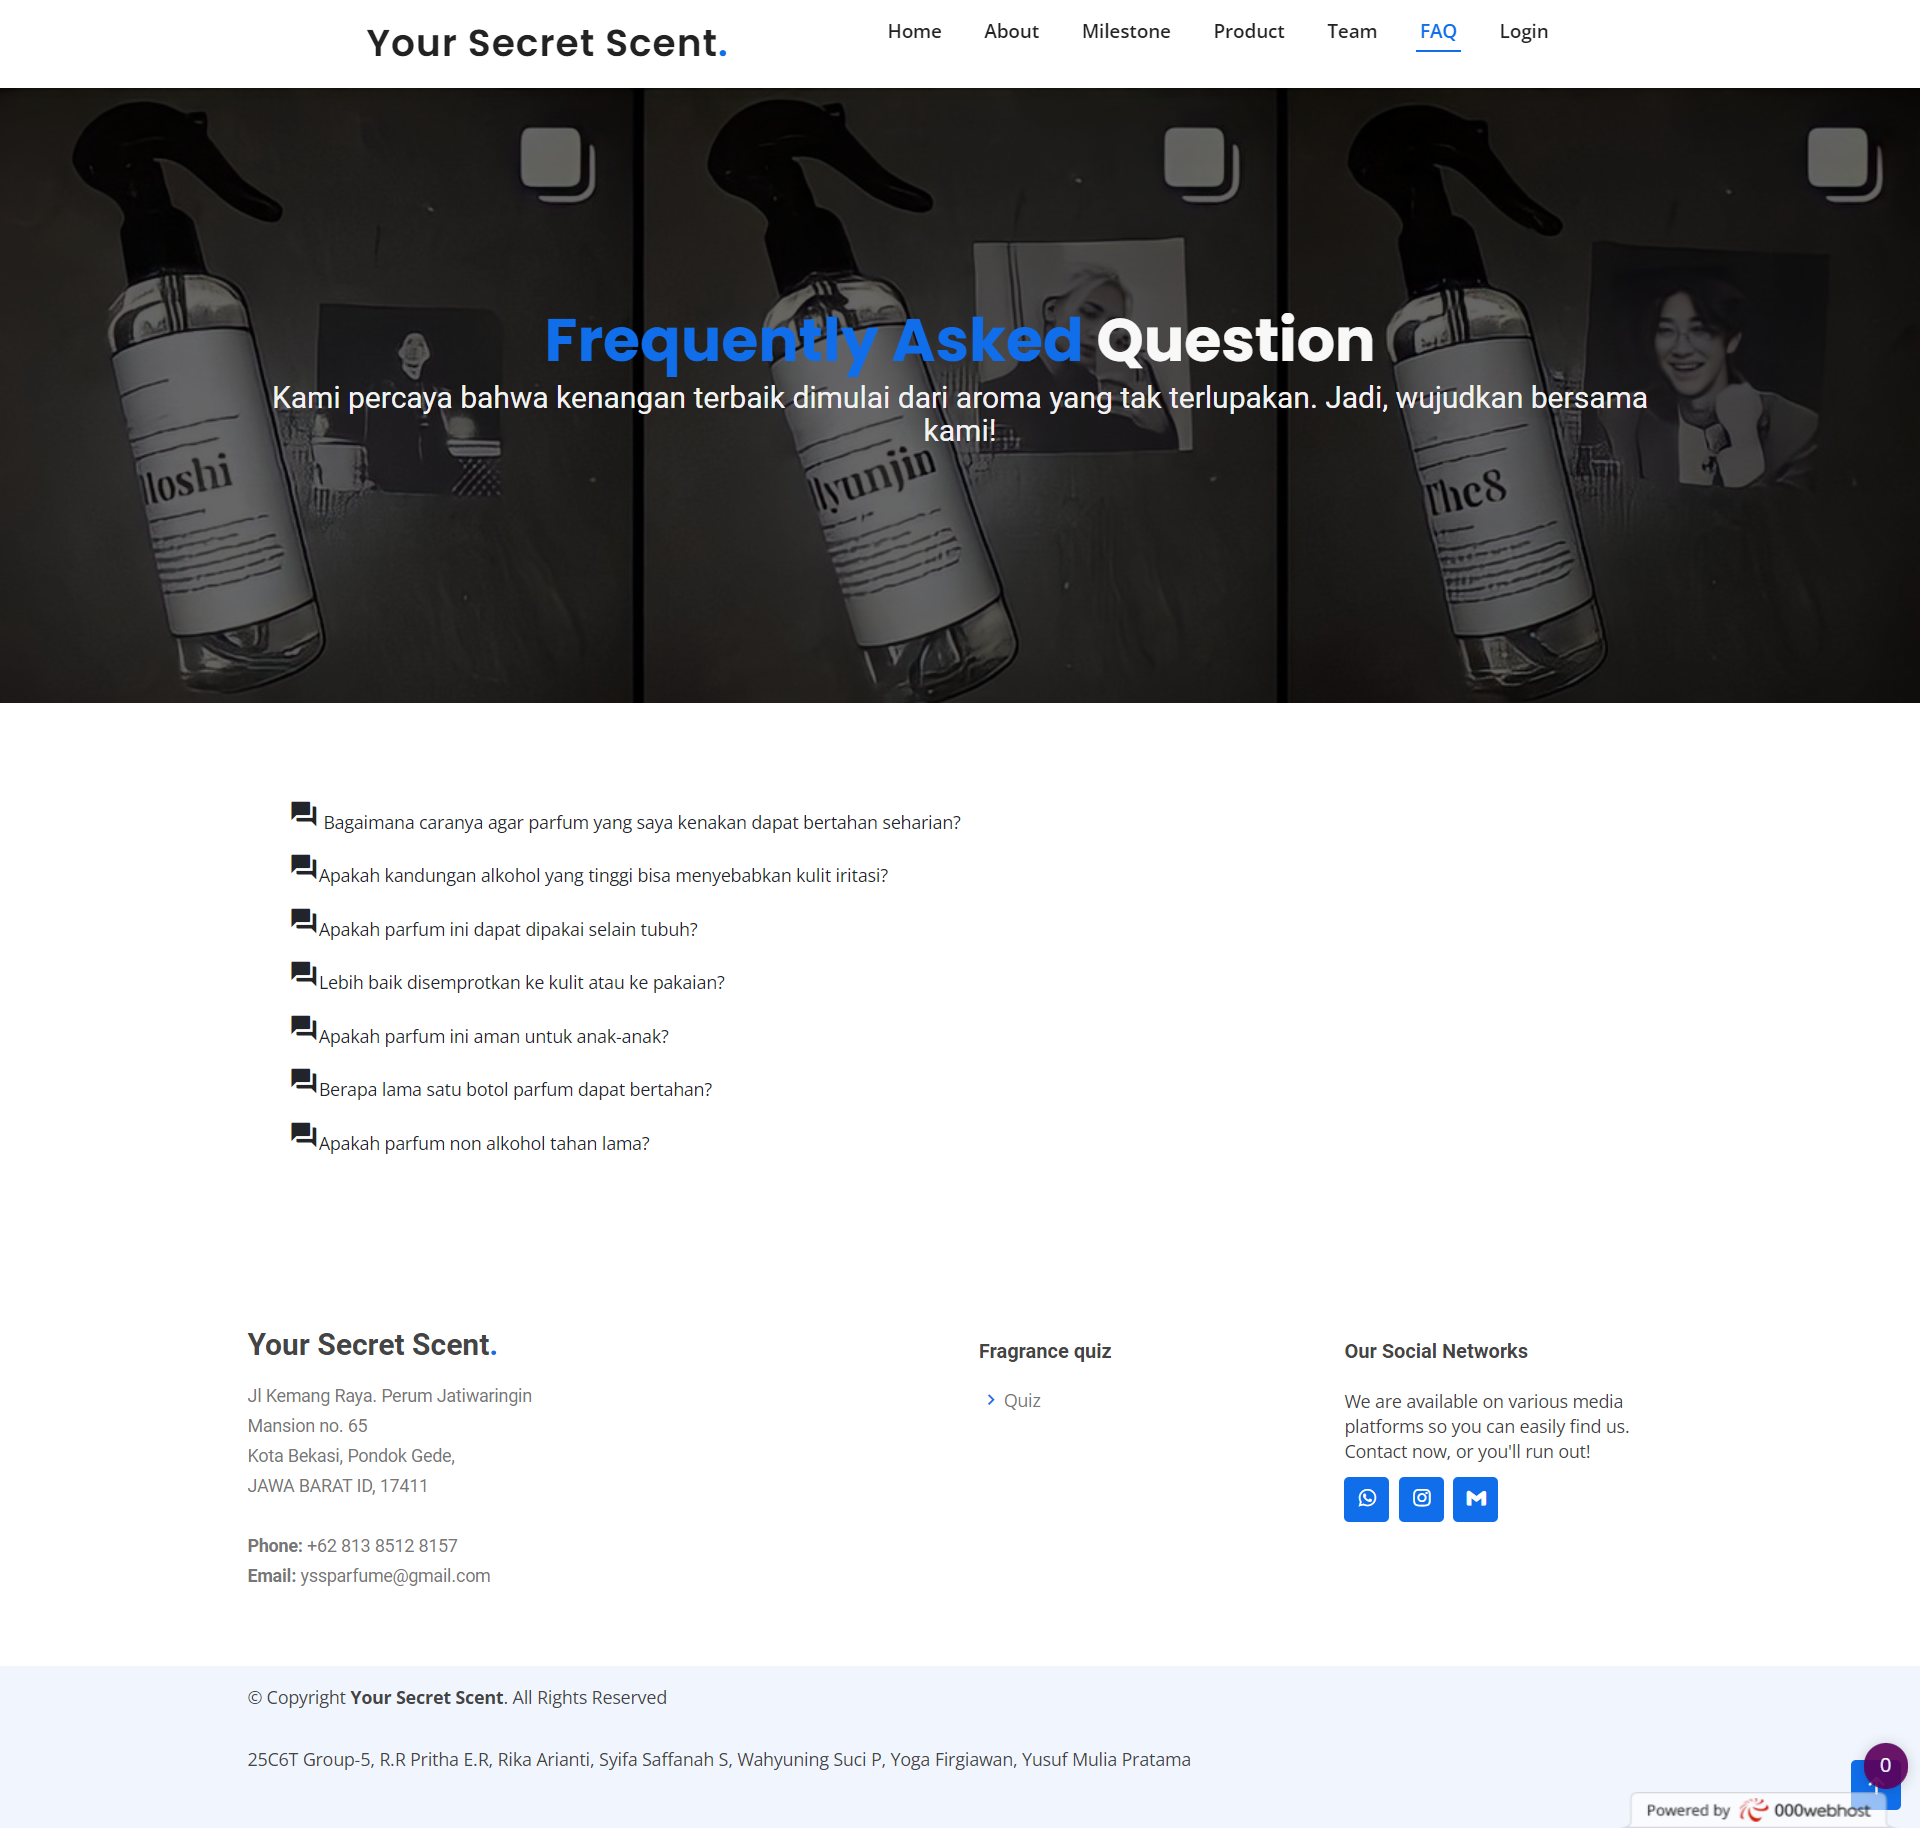 Your Secret Scent.
Home
About
Milestone
Product
Team
FAQ
Login
Frequently Asked Question
Kami percaya bahwa kenangan terbaik dimulai dari aroma yang tak terlupakan. Jadi, wujudkan bersama
kami!
Hoshi
Hyunjin
The8
Bagaimana caranya agar parfum yang saya kenakan dapat bertahan seharian?
Apakah kandungan alkohol yang tinggi bisa menyebabkan kulit iritasi?
Apakah parfum ini dapat dipakai selain tubuh?
Lebih baik disemprotkan ke kulit atau ke pakaian?
Apakah parfum ini aman untuk anak-anak?
Berapa lama satu botol parfum dapat bertahan?
Apakah parfum non alkohol tahan lama?
Your Secret Scent.
Jl Kemang Raya. Perum Jatiwaringin
Mansion no. 65
Kota Bekasi, Pondok Gede,
JAWA BARAT ID, 17411
Phone: +62 813 8512 8157
Email: yssparfume@gmail.com
Fragrance quiz
Quiz
Our Social Networks
We are available on various media
platforms so you can easily find us.
Contact now, or you'll run out!
© Copyright Your Secret Scent. All Rights Reserved
25C6T Group-5, R.R Pritha E.R, Rika Arianti, Syifa Saffanah S, Wahyuning Suci P, Yoga Firgiawan, Yusuf Mulia Pratama
0
Powered by 000webhost